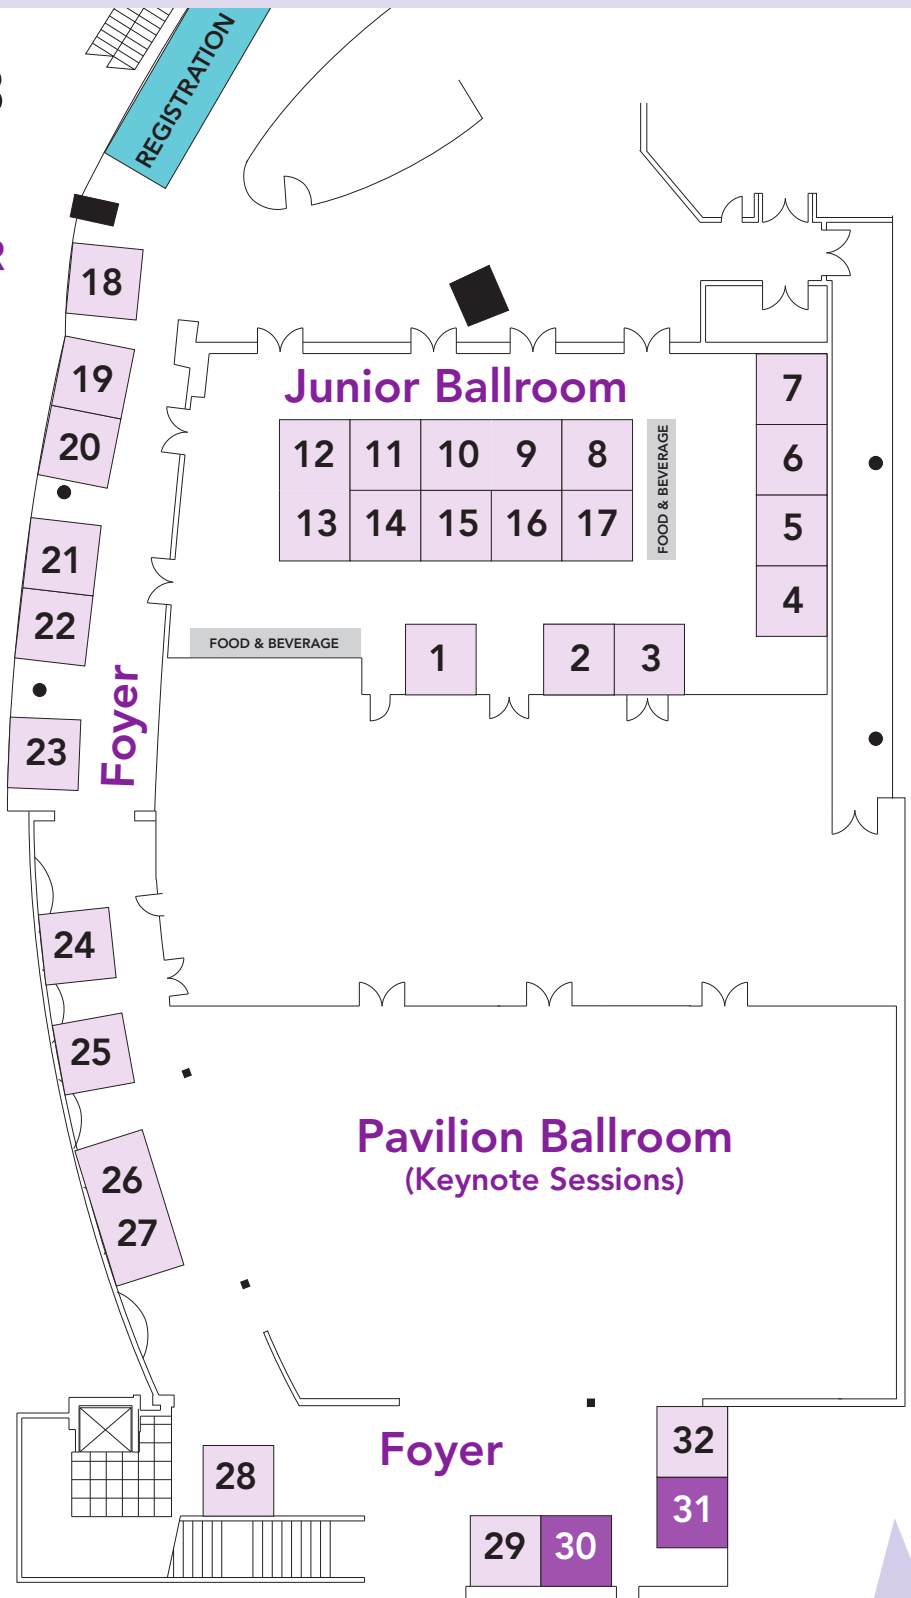 REGISTRATION
18
19
20
21
22
23
Foyer
Junior Ballroom
12 11 10 9 8
13 14 15 16 17
FOOD & BEVERAGE
7
6
5
4
FOOD & BEVERAGE
1 2 3
24
25
26
27
Pavilion Ballroom
(Keynote Sessions)
Foyer
28
29 30
32
31